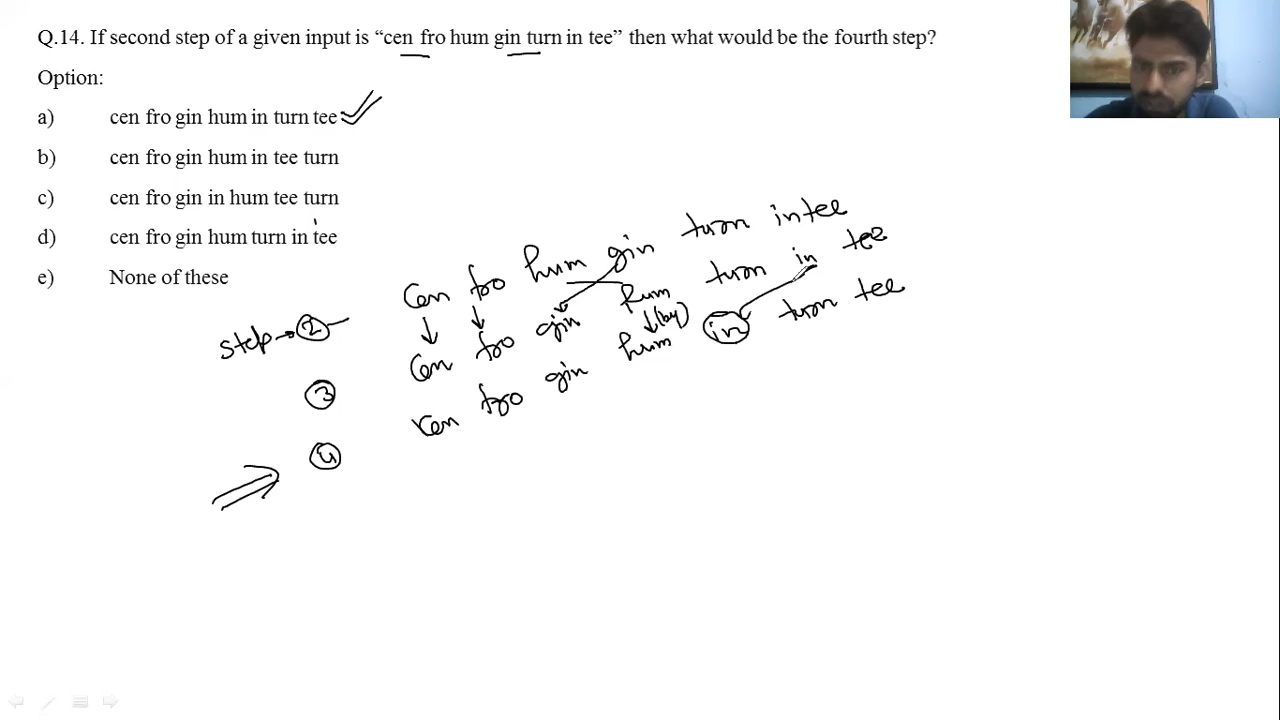 Q.14. If second step of a given input is “cen fro hum gin turn in tee” then what would be the fourth step?
Option:
a) cen fro gin hum in turn tee
b) cen fro gin hum in tee turn
c) cen fro gin in hum tee turn
d) cen fro gin hum turn in tee
e) None of these
step → 2 Cen fro hum gin turn in tee
3 Cen fro gin hum turn in tee
(by)
4 cen fro gin hum in turn tee